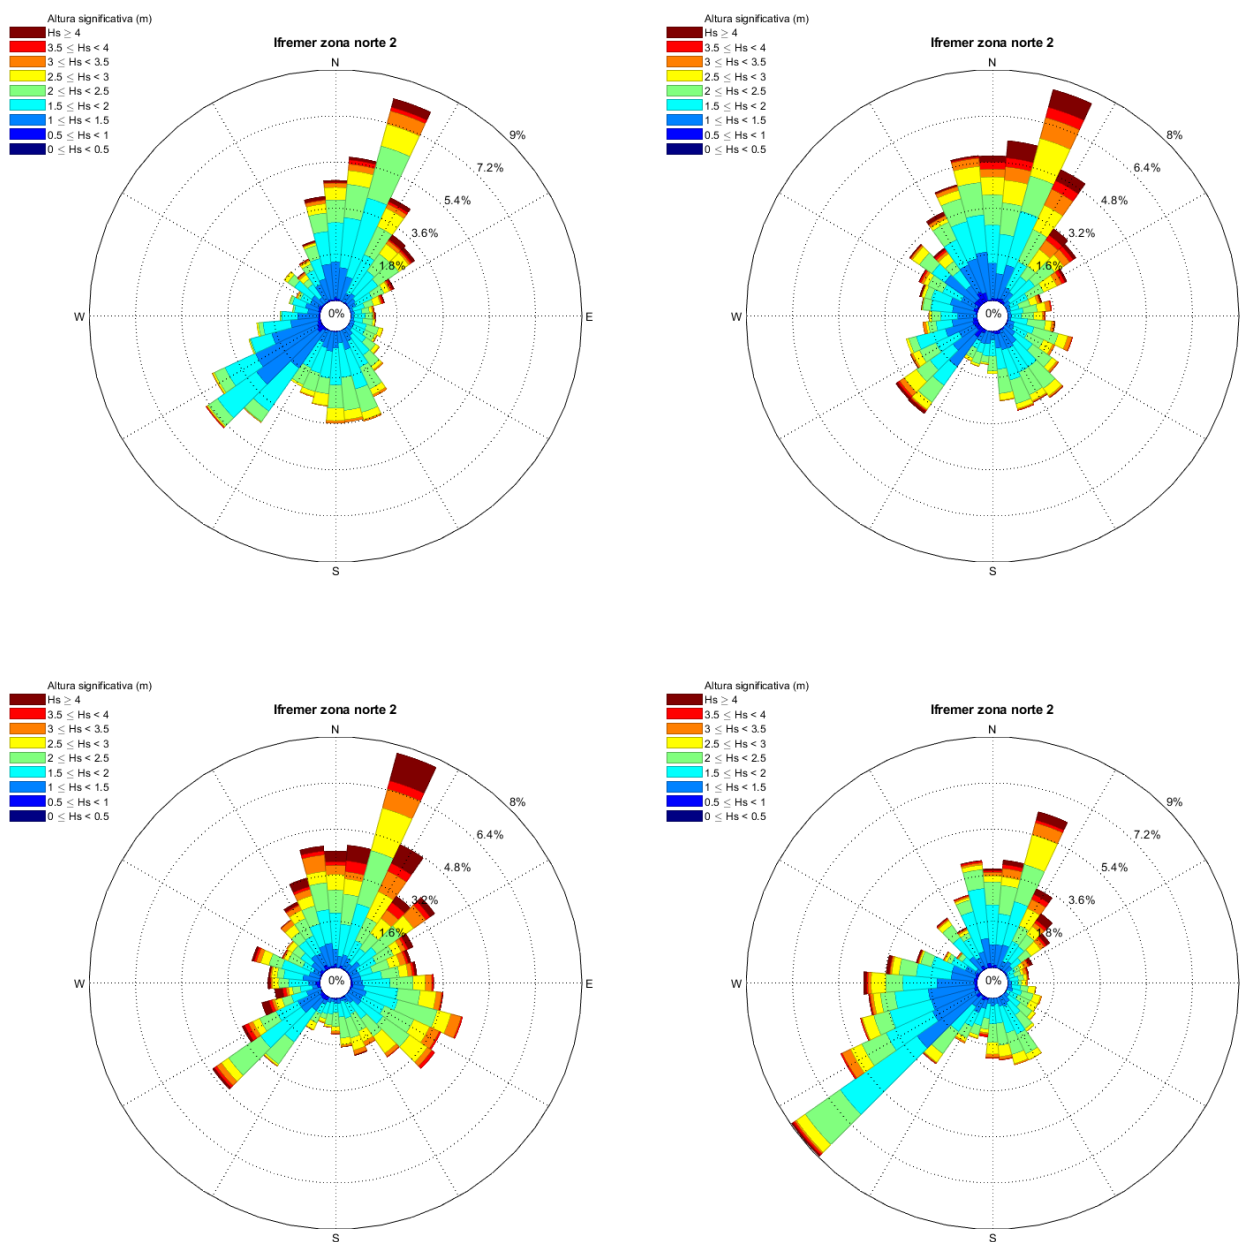 Altura significativa (m)
Hs ≥ 4
3.5 ≤ Hs < 4
3 ≤ Hs < 3.5
2.5 ≤ Hs < 3
2 ≤ Hs < 2.5
1.5 ≤ Hs < 2
1 ≤ Hs < 1.5
0.5 ≤ Hs < 1
0 ≤ Hs < 0.5
Ifremer zona norte 2
N
9%
7.2%
5.4%
3.6%
1.8%
0%
W
E
S
Altura significativa (m)
Hs ≥ 4
3.5 ≤ Hs < 4
3 ≤ Hs < 3.5
2.5 ≤ Hs < 3
2 ≤ Hs < 2.5
1.5 ≤ Hs < 2
1 ≤ Hs < 1.5
0.5 ≤ Hs < 1
0 ≤ Hs < 0.5
Ifremer zona norte 2
N
8%
6.4%
4.8%
3.2%
1.6%
0%
W
S
Altura significativa (m)
Hs ≥ 4
3.5 ≤ Hs < 4
3 ≤ Hs < 3.5
2.5 ≤ Hs < 3
2 ≤ Hs < 2.5
1.5 ≤ Hs < 2
1 ≤ Hs < 1.5
0.5 ≤ Hs < 1
0 ≤ Hs < 0.5
Ifremer zona norte 2
N
8%
6.4%
4.8%
3.2%
1.6%
0%
W
E
S
Altura significativa (m)
Hs ≥ 4
3.5 ≤ Hs < 4
3 ≤ Hs < 3.5
2.5 ≤ Hs < 3
2 ≤ Hs < 2.5
1.5 ≤ Hs < 2
1 ≤ Hs < 1.5
0.5 ≤ Hs < 1
0 ≤ Hs < 0.5
Ifremer zona norte 2
N
9%
7.2%
5.4%
3.6%
1.8%
0%
W
S